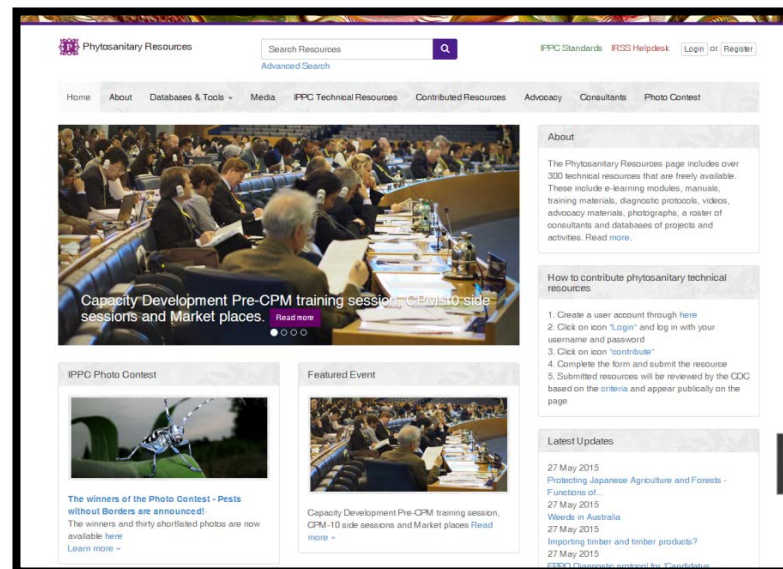 Phytosanitary Resources
Search Resources
Advanced Search
IPPC Standards IRSS Helpdesk Login or Register
Home About Databases & Tools Media IPPC Technical Resources Contributed Resources Advocacy Consultants Photo Contest
Capacity Development Pre-CPM training session, CPM-10 side
sessions and Market places. Read more
About
The Phytosanitary Resources page includes over
300 technical resources that are freely available.
These include e-learning modules, manuals,
training materials, diagnostic protocols, videos,
advocacy materials, photographs, a roster of
consultants and databases of projects and
activities. Read more.
How to contribute phytosanitary technical
resources
1. Create a user account through here
2. Click on icon "Login" and log in with your
username and password
3. Click on icon "contribute"
4. Complete the form and submit the resource
5. Submitted resources will be reviewed by the CDC
based on the criteria and appear publically on the
page
IPPC Photo Contest
The winners of the Photo Contest - Pests
without Borders are announced!
The winners and thirty shortlisted photos are now
available here
Learn more »
Featured Event
Capacity Development Pre-CPM training session,
CPM-10 side sessions and Market places Read
more »
Latest Updates
27 May 2015
Protecting Japanese Agriculture and Forests -
Functions of...
27 May 2015
Weeds in Australia
27 May 2015
Importing timber and timber products?
27 May 2015
EPPO Diagnostic protocol for 'Candidatus